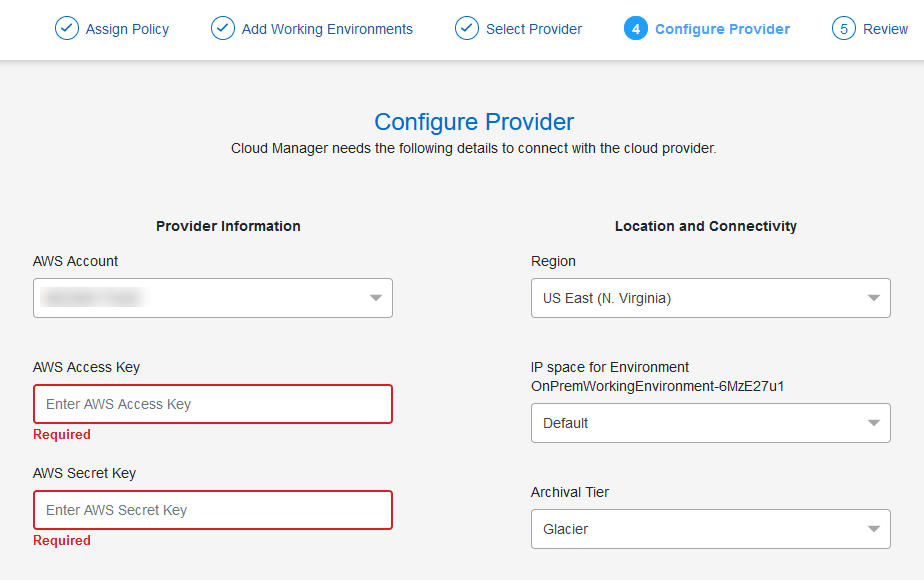 Assign Policy
Add Working Environments
Select Provider
4 Configure Provider
5 Review
Configure Provider
Cloud Manager needs the following details to connect with the cloud provider.
Provider Information
AWS Account
AWS Access Key
Enter AWS Access Key
Required
AWS Secret Key
Enter AWS Secret Key
Required
Location and Connectivity
Region
US East (N. Virginia)
IP space for Environment
OnPremWorkingEnvironment-6MzE27u1
Default
Archival Tier
Glacier